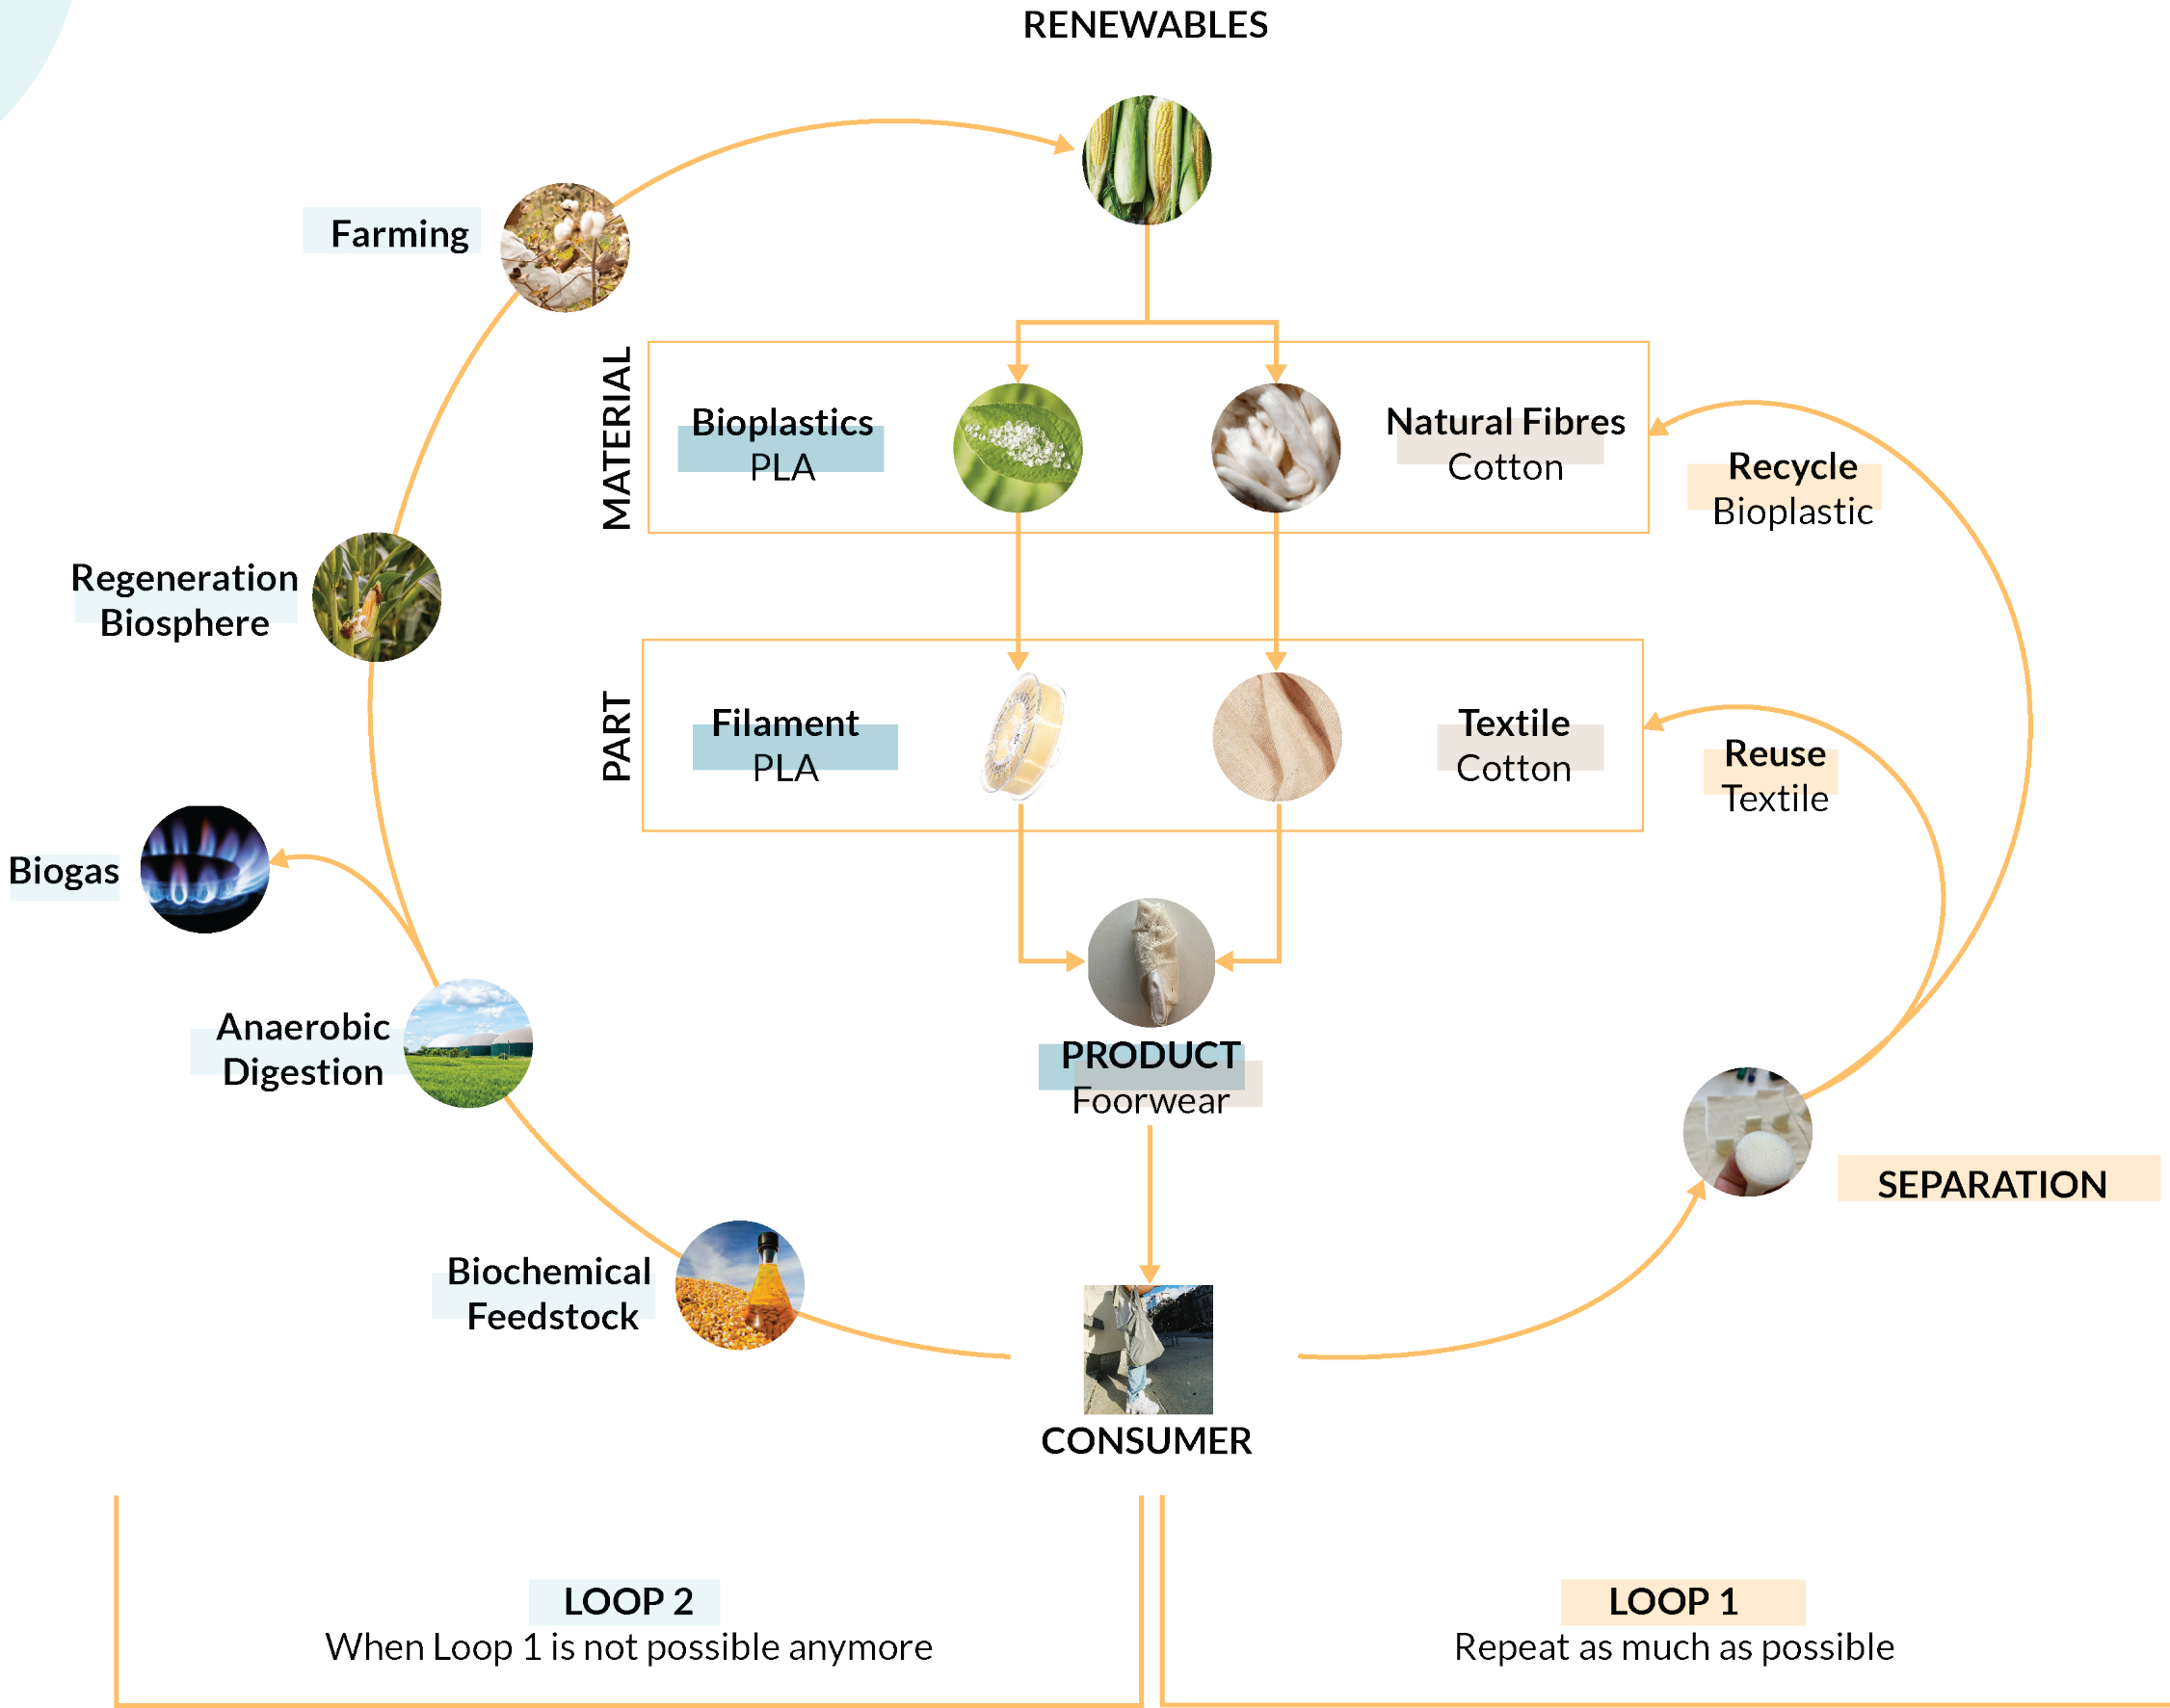 RENEWABLES
Farming
MATERIAL
Bioplastics
PLA
Natural Fibres
Cotton
Recycle
Bioplastic
Regeneration
Biosphere
PART
Filament
PLA
Textile
Cotton
Reuse
Textile
Biogas
Anaerobic
Digestion
PRODUCT
Foorwear
SEPARATION
Biochemical
Feedstock
CONSUMER
LOOP 2
When Loop 1 is not possible anymore
LOOP 1
Repeat as much as possible